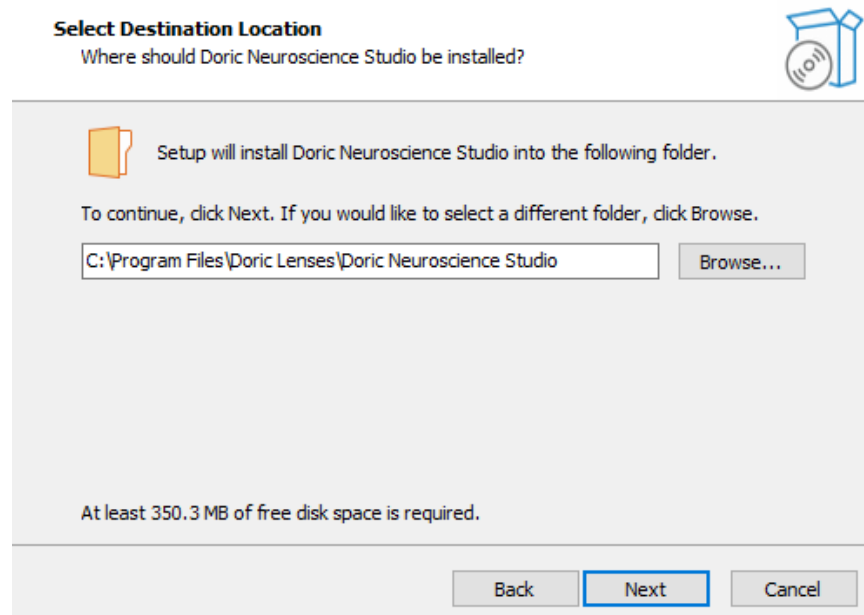 Select Destination Location
Where should Doric Neuroscience Studio be installed?
Setup will install Doric Neuroscience Studio into the following folder.
To continue, click Next. If you would like to select a different folder, click Browse.
C:\Program Files\Doric Lenses\Doric Neuroscience Studio
Browse...
At least 350.3 MB of free disk space is required.
Back
Next
Cancel